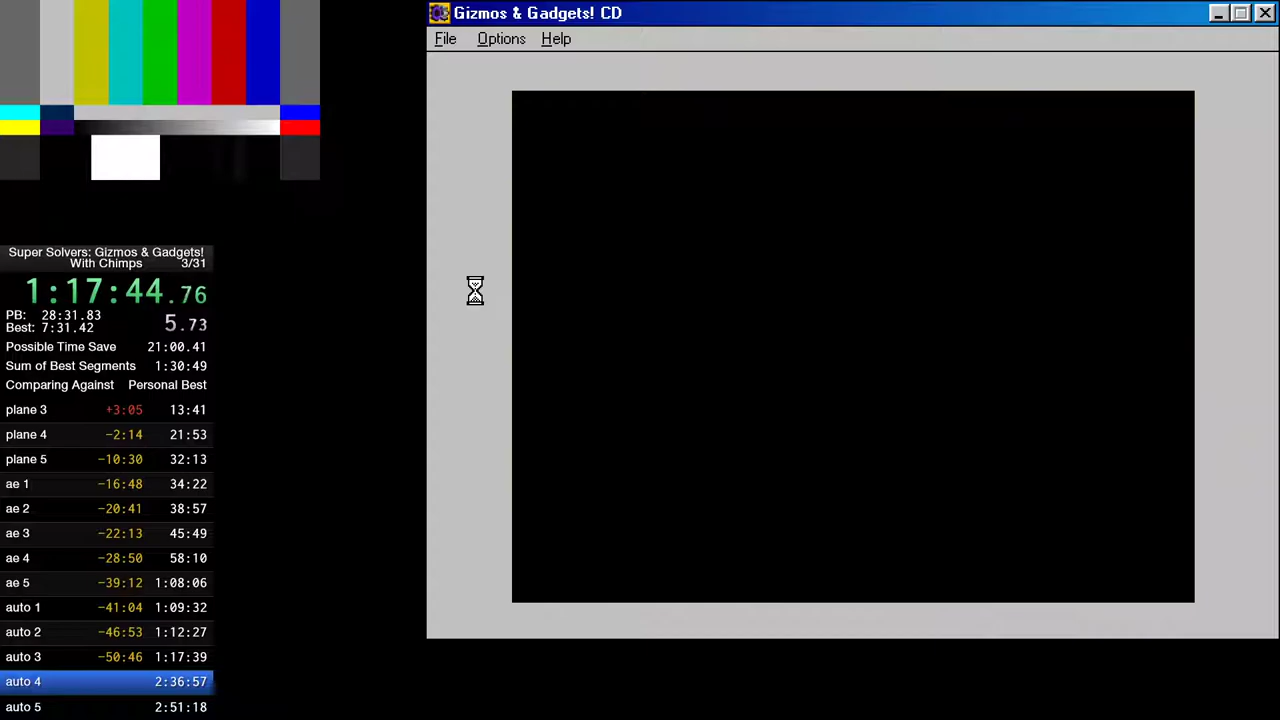 Gizmos & Gadgets! CD
File Options Help
Super Solvers: Gizmos & Gadgets!
With Chimps 3/31
1:17:44.76
PB: 28:31.83
Best: 7:31.42 5.73
Possible Time Save 21:00.41
Sum of Best Segments 1:30:49
Comparing Against Personal Best
plane 3 +3:05 13:41
plane 4 -2:14 21:53
plane 5 -10:30 32:13
ae 1 -16:48 34:22
ae 2 -20:41 38:57
ae 3 -22:13 45:49
ae 4 -28:50 58:10
ae 5 -39:12 1:08:06
auto 1 -41:04 1:09:32
auto 2 -46:53 1:12:27
auto 3 -50:46 1:17:39
auto 4 2:36:57
auto 5 2:51:18